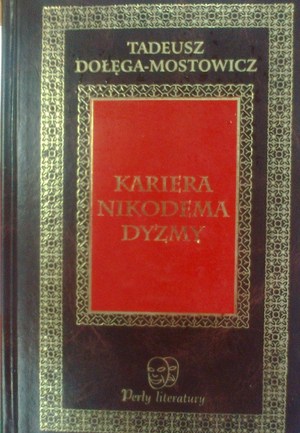 TADEUSZ
DOŁĘGA-MOSTOWICZ
KARIERA
NIKODEMA
DYZMY
Perły literatury